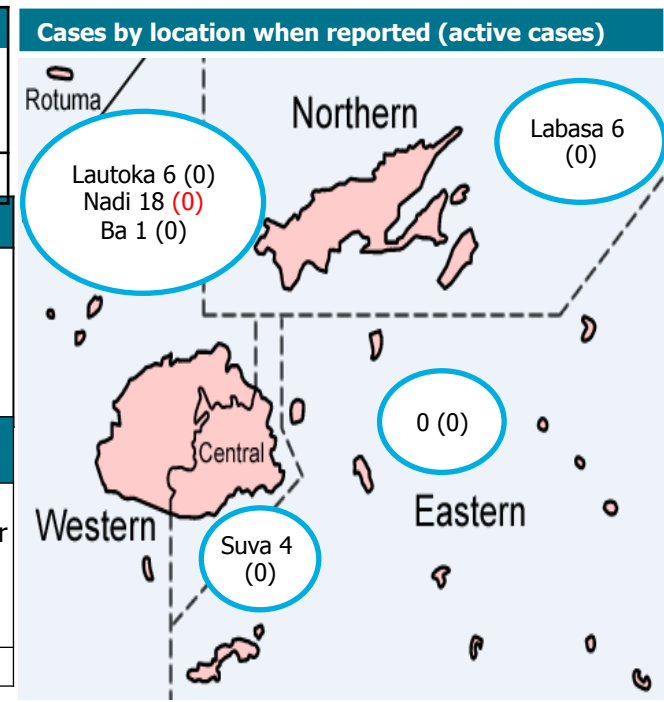 Cases by location when reported (active cases)
Rotuma
Northern
Labasa 6
(0)
Lautoka 6 (0)
Nadi 18 (0)
Ba 1 (0)
0 (0)
Central
Western
Eastern
Suva 4
(0)
r